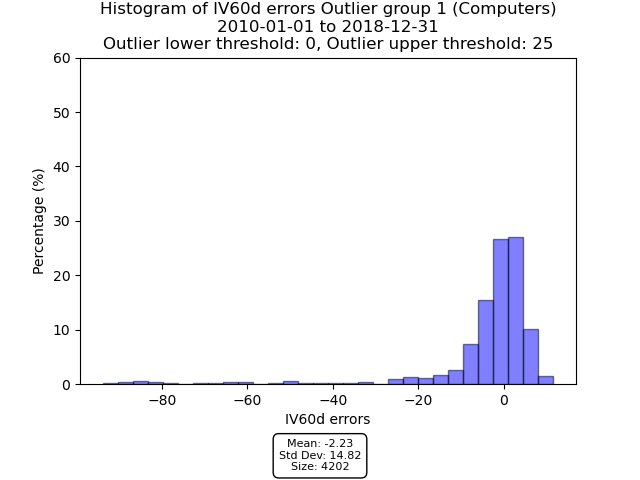 Histogram of IV60d errors Outlier group 1 (Computers)
2010-01-01 to 2018-12-31
Outlier lower threshold: 0, Outlier upper threshold: 25
60
50
40
30
20
10
0
Percentage (%)
−80
−60
−40
−20
0
IV60d errors
Mean: -2.23
Std Dev: 14.82
Size: 4202